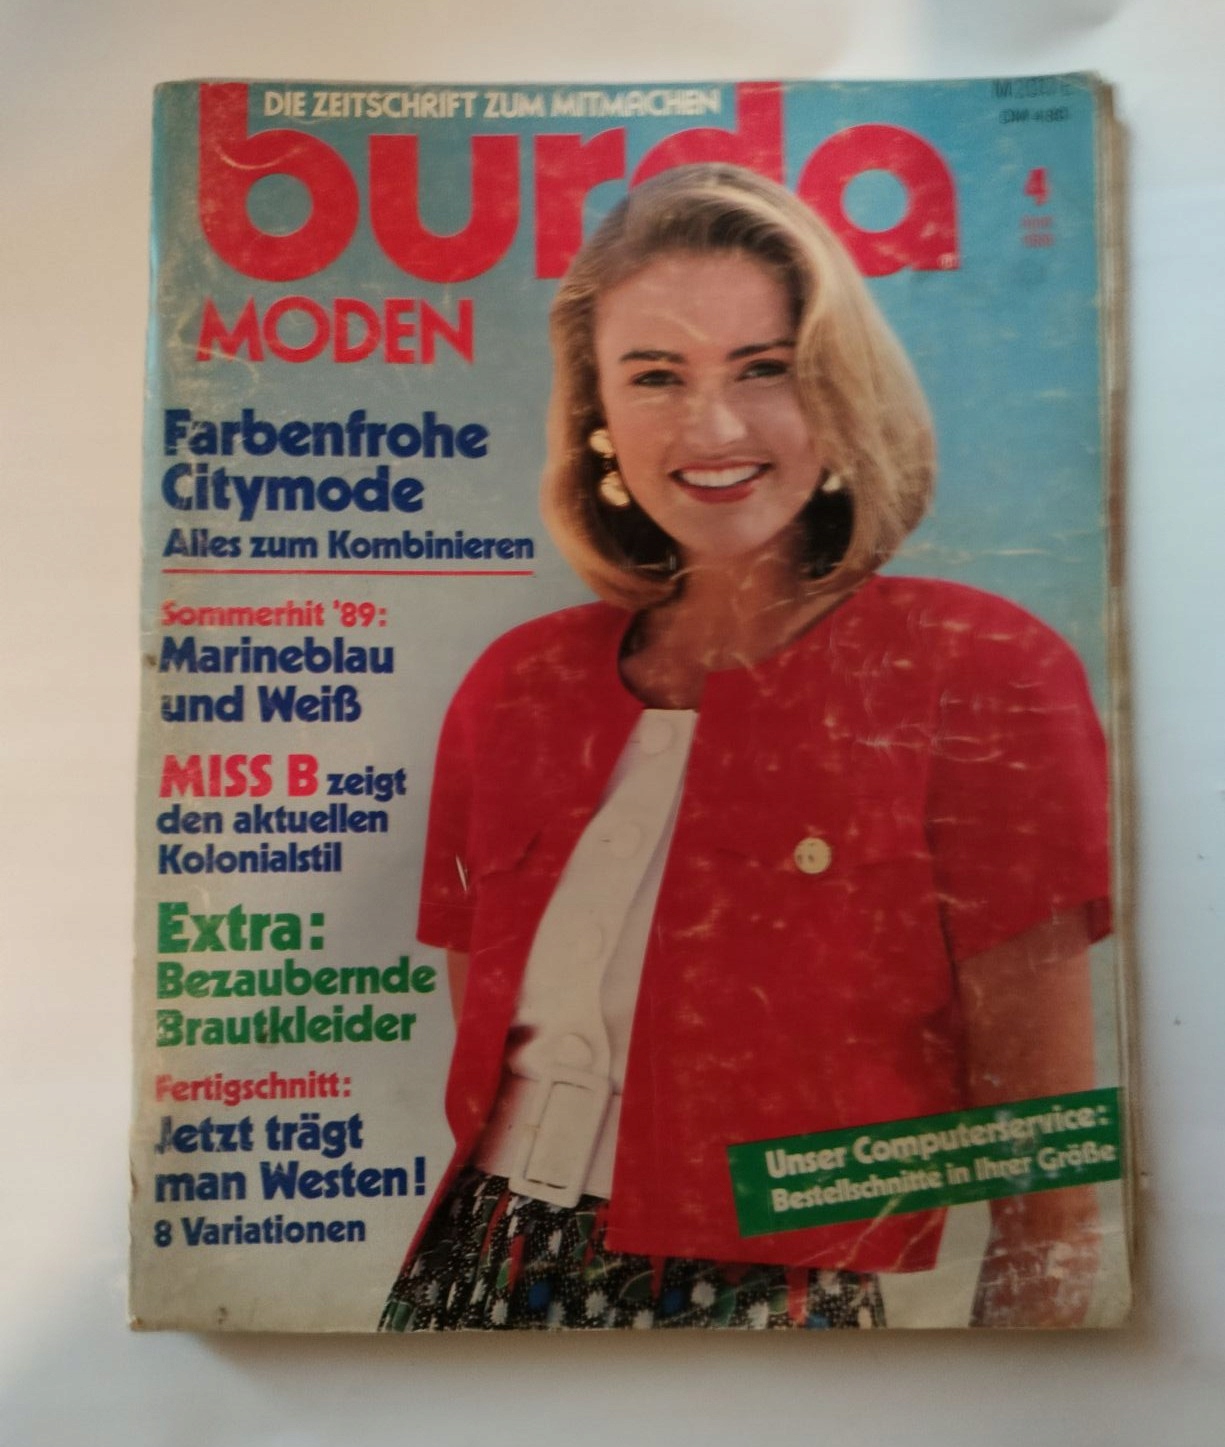 DIE ZEITSCHRIFT ZUM MITMACHEN
burda
MODEN
4
Farbenfrohe
Citymode
Alles zum Kombinieren
Sommerhit '89:
Marineblau
und Weiß
MISS B zeigt
den aktuellen
Kolonialstil
Extra:
Bezaubernde
Brautkleider
Fertigschnitt:
Jetzt trägt
man Westen!
8 Variationen
Unser Computerservice:
Bestellschnitte in Ihrer Größe